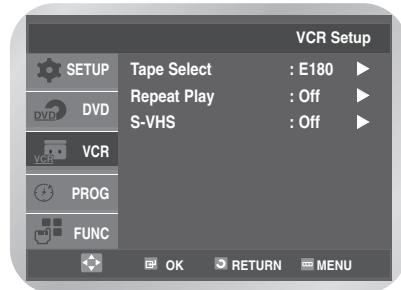 VCR Setup
SETUP
Tape Select : E180
Repeat Play : Off
DVD DVD
S-VHS : Off
VCR VCR
PROG
FUNC
OK RETURN MENU